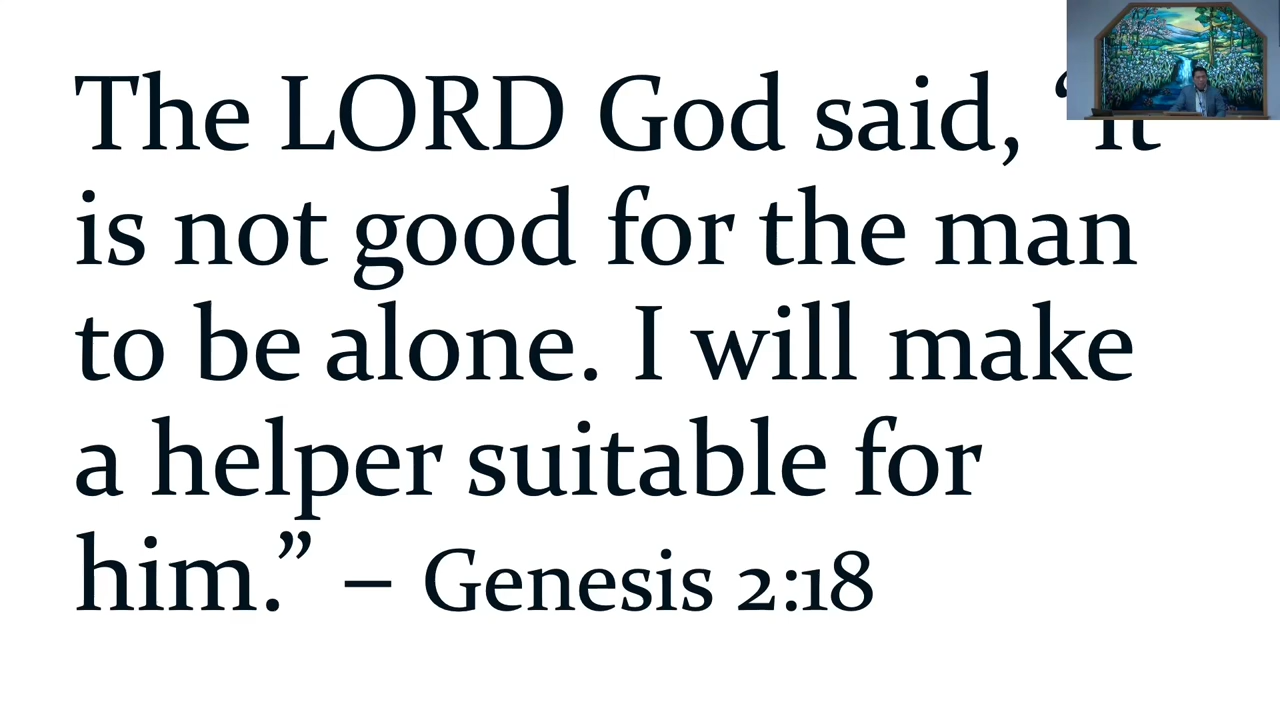 The LORD God said, “It
is not good for the man
to be alone. I will make
a helper suitable for
him.” – Genesis 2:18